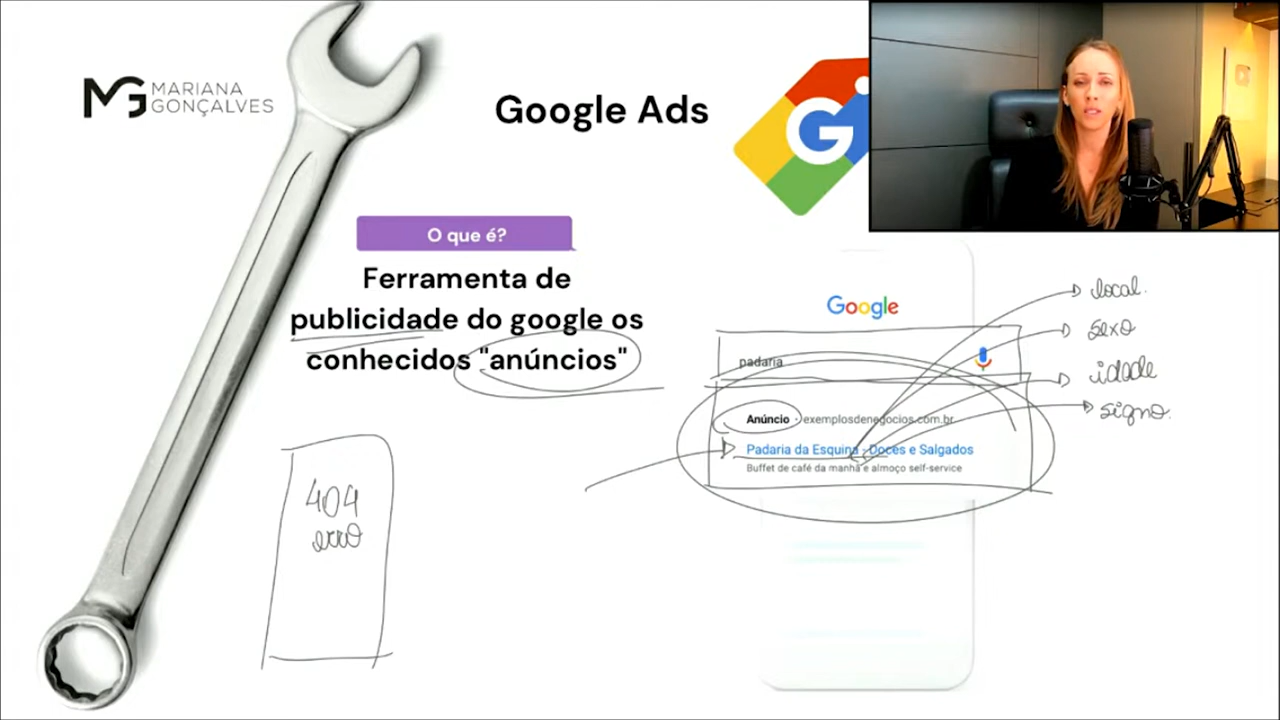 MG MARIANA
GONÇALVES
Google Ads
G
O que é?
Ferramenta de
publicidade do google os
conhecidos "anúncios"
Google
padaria
Anúncio · exemplosdenegocios.com.br
Padaria da Esquina - Doces e Salgados
Buffet de café da manhã e almoço self-service
local.
sexo
idade
signo.
404
erro